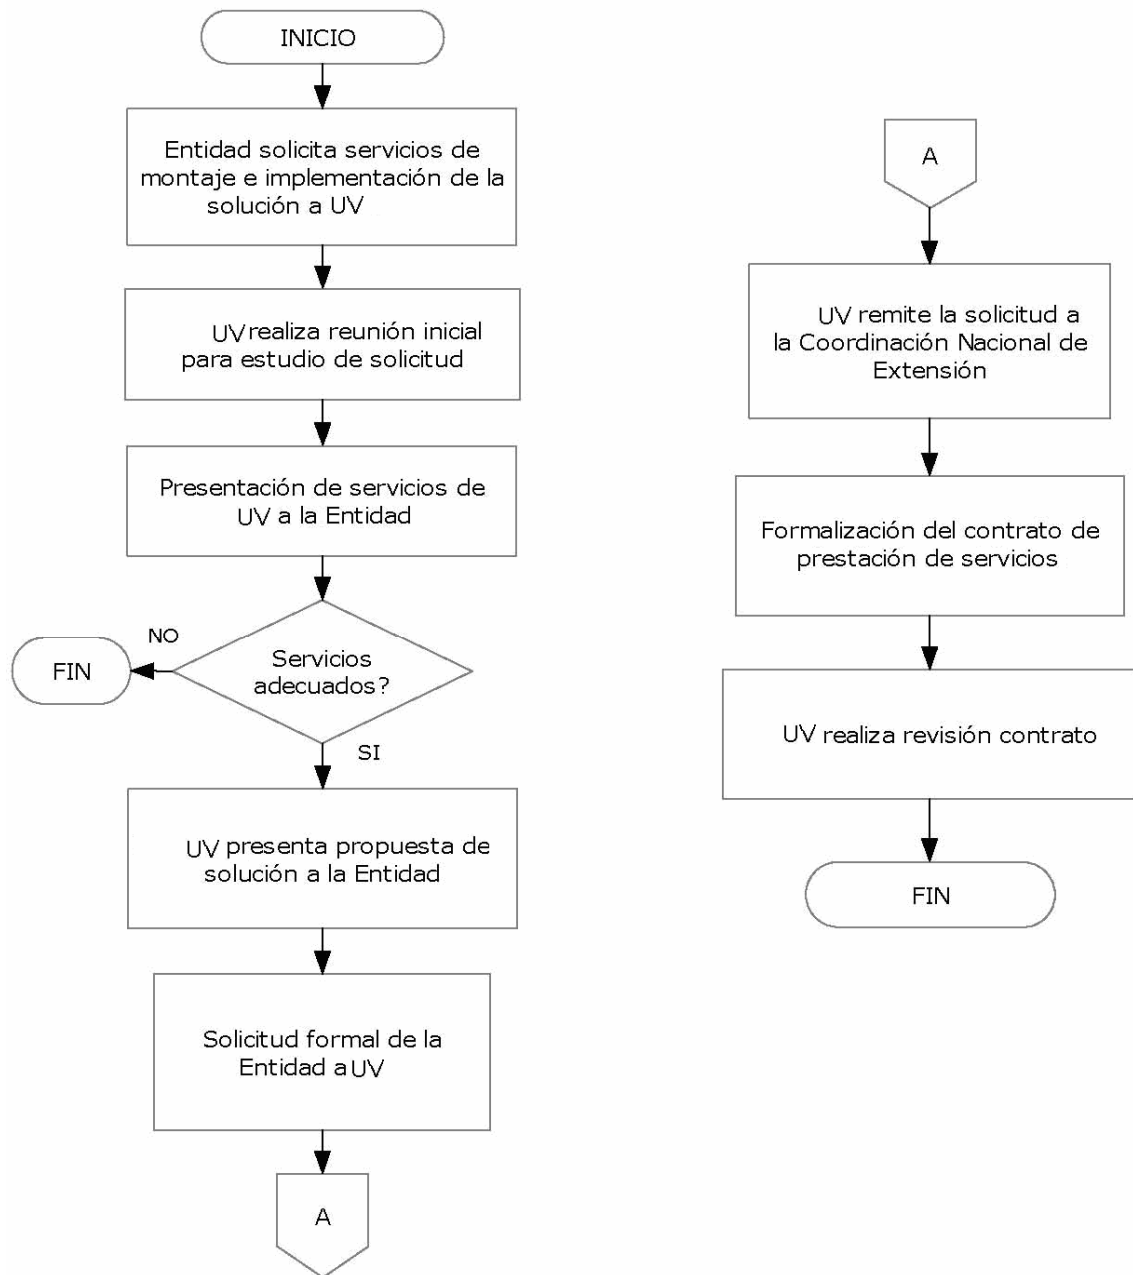 INICIO
Entidad solicita servicios de
montaje e implementación de la
solución a UV
UV realiza reunión inicial
para estudio de solicitud
Presentación de servicios de
UV a la Entidad
Servicios
adecuados?
NO
FIN
SI
UV presenta propuesta de
solución a la Entidad
Solicitud formal de la
Entidad a UV
A
A
UV remite la solicitud a
la Coordinación Nacional de
Extensión
Formalización del contrato de
prestación de servicios
UV realiza revisión contrato
FIN